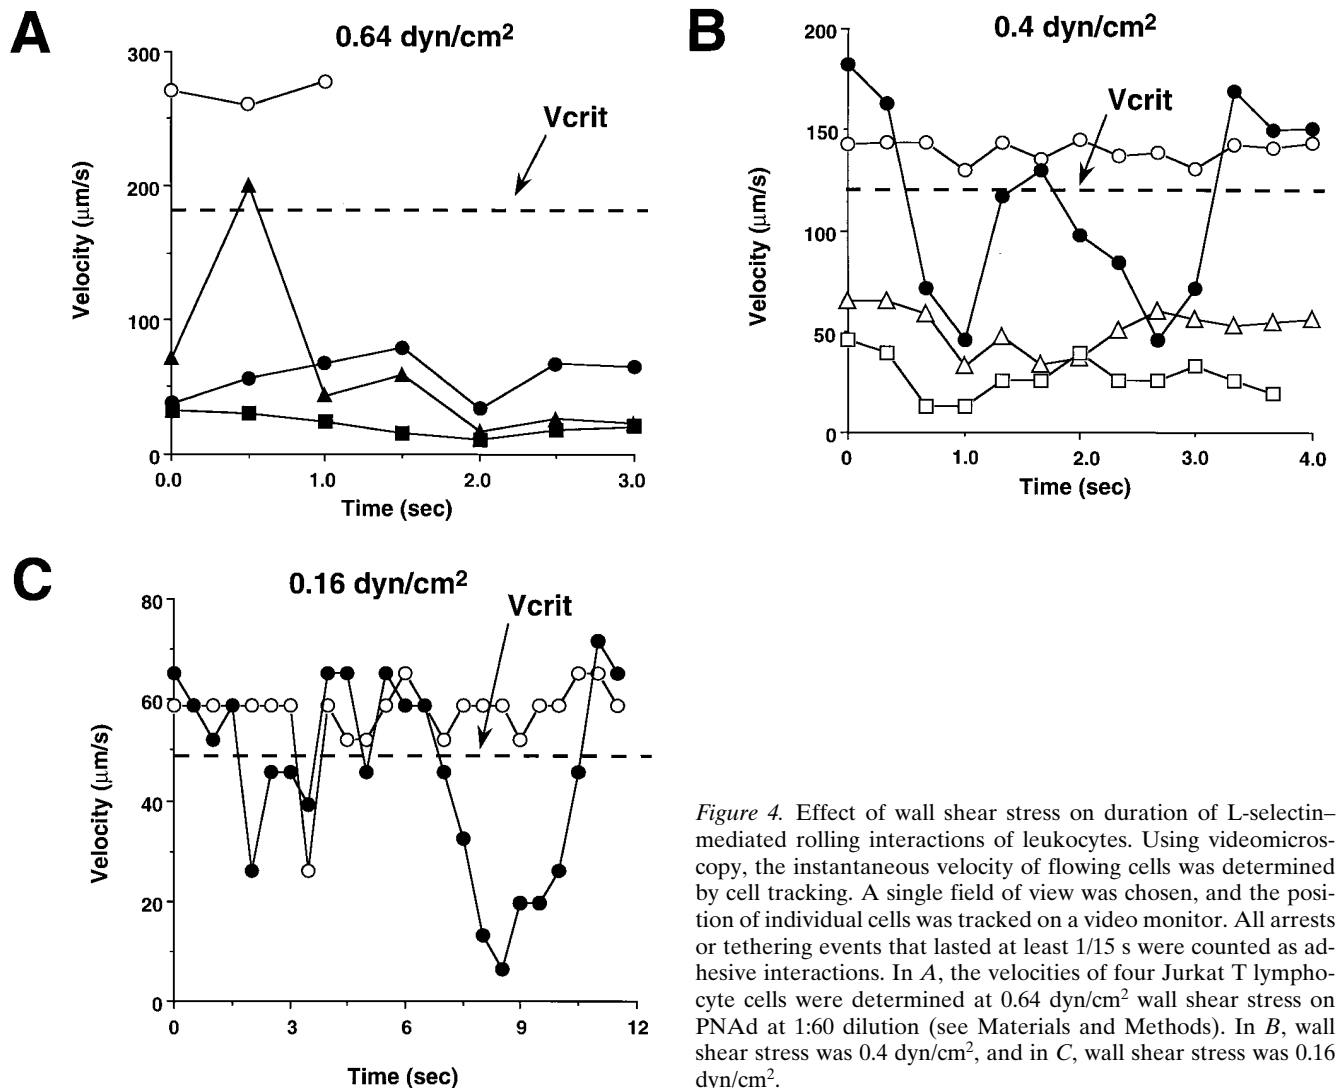 A
0.64 dyn/cm2
300
200
100
0
Velocity (μm/s)
Vcrit
0.0 1.0 2.0 3.0
Time (sec)
B
0.4 dyn/cm2
200
150
100
50
0
Velocity (μm/s)
Vcrit
0 1.0 2.0 3.0 4.0
Time (sec)
C
0.16 dyn/cm2
80
60
40
20
0
Velocity (μm/s)
Vcrit
0 3 6 9 12
Time (sec)
Figure 4. Effect of wall shear stress on duration of L-selectin–
mediated rolling interactions of leukocytes. Using videomicros-
copy, the instantaneous velocity of flowing cells was determined
by cell tracking. A single field of view was chosen, and the posi-
tion of individual cells was tracked on a video monitor. All arrests
or tethering events that lasted at least 1/15 s were counted as ad-
hesive interactions. In A, the velocities of four Jurkat T lympho-
cyte cells were determined at 0.64 dyn/cm2 wall shear stress on
PNAd at 1:60 dilution (see Materials and Methods). In B, wall
shear stress was 0.4 dyn/cm2, and in C, wall shear stress was 0.16
dyn/cm2.